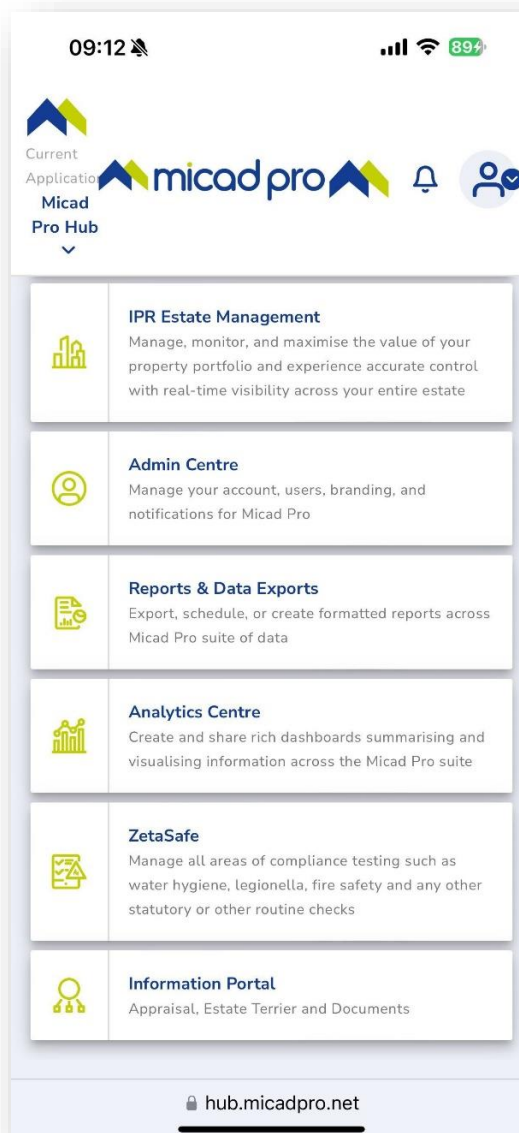 09:12
89
Current
Application
Micad
Pro Hub
micad pro
IPR Estate Management
Manage, monitor, and maximise the value of your
property portfolio and experience accurate control
with real-time visibility across your entire estate
Admin Centre
Manage your account, users, branding, and
notifications for Micad Pro
Reports & Data Exports
Export, schedule, or create formatted reports across
Micad Pro suite of data
Analytics Centre
Create and share rich dashboards summarising and
visualising information across the Micad Pro suite
ZetaSafe
Manage all areas of compliance testing such as
water hygiene, legionella, fire safety and any other
statutory or other routine checks
Information Portal
Appraisal, Estate Terrier and Documents
hub.micadpro.net